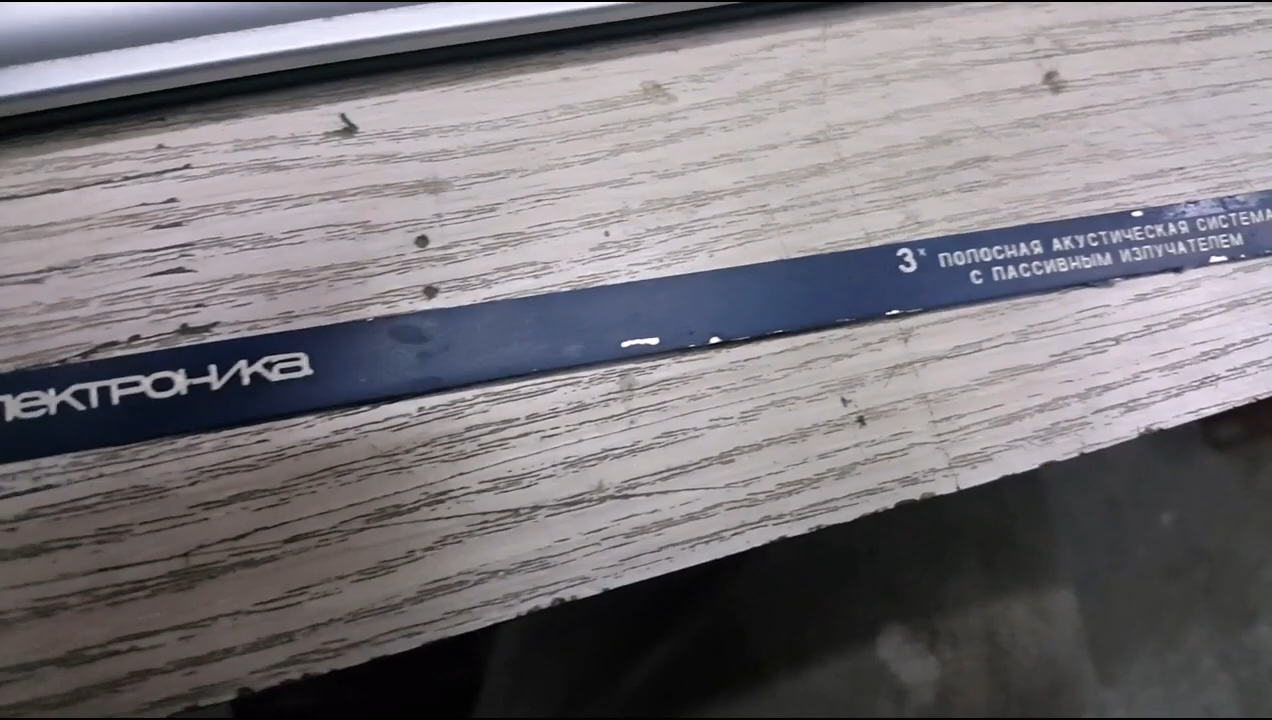 лектроника
3х ПОЛОСНАЯ АКУСТИЧЕСКАЯ СИСТЕМА
С ПАССИВНЫМ ИЗЛУЧАТЕЛЕМ